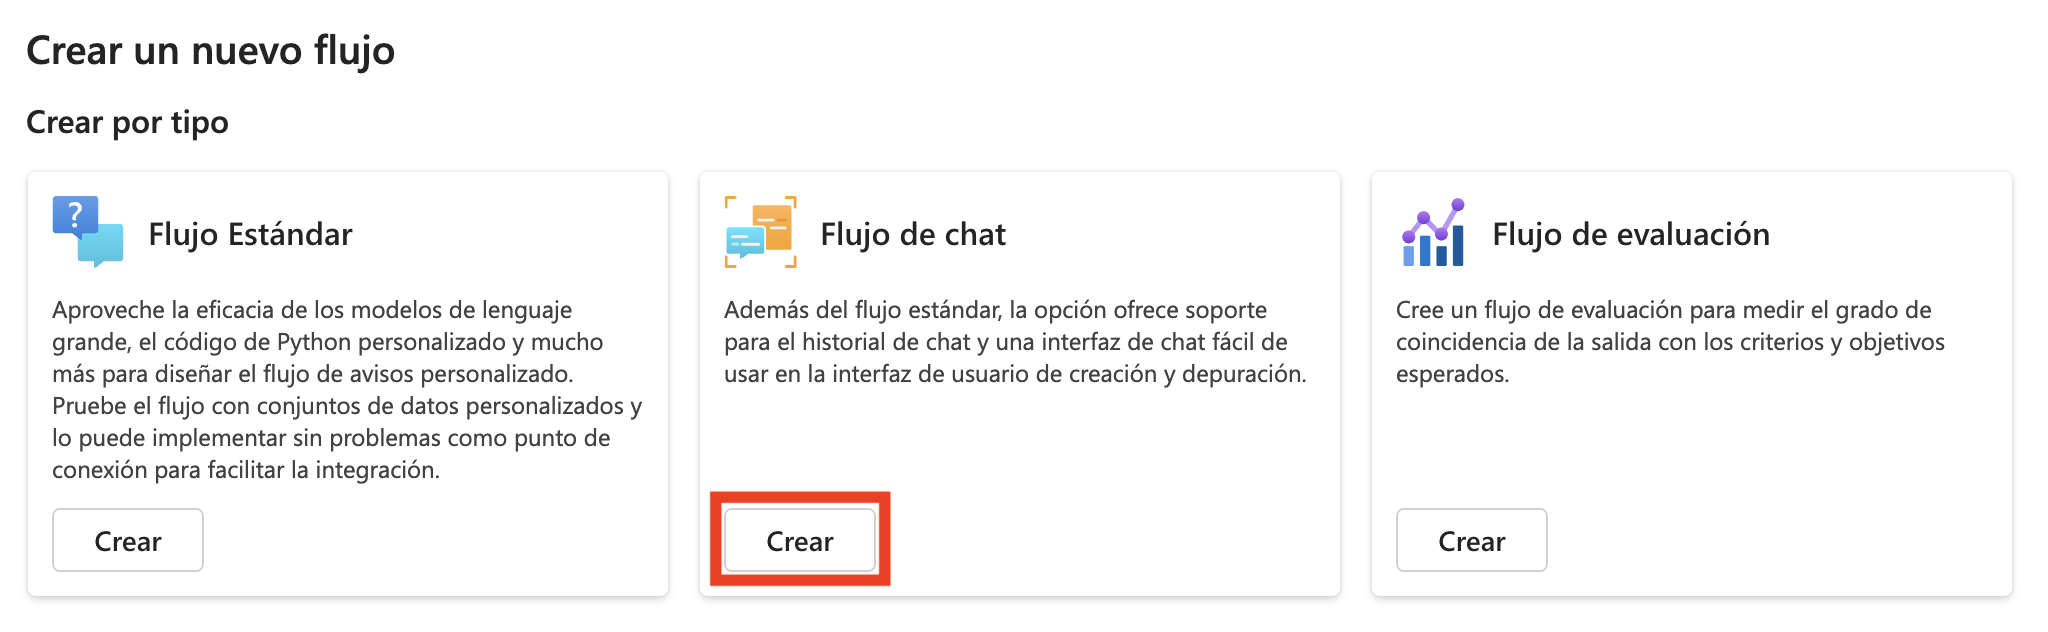 Crear un nuevo flujo
Crear por tipo
?
Flujo Estándar
Aproveche la eficacia de los modelos de lenguaje
grande, el código de Python personalizado y mucho
más para diseñar el flujo de avisos personalizado.
Pruebe el flujo con conjuntos de datos personalizados y
lo puede implementar sin problemas como punto de
conexión para facilitar la integración.
Crear
Flujo de chat
Además del flujo estándar, la opción ofrece soporte
para el historial de chat y una interfaz de chat fácil de
usar en la interfaz de usuario de creación y depuración.
Crear
Flujo de evaluación
Cree un flujo de evaluación para medir el grado de
coincidencia de la salida con los criterios y objetivos
esperados.
Crear